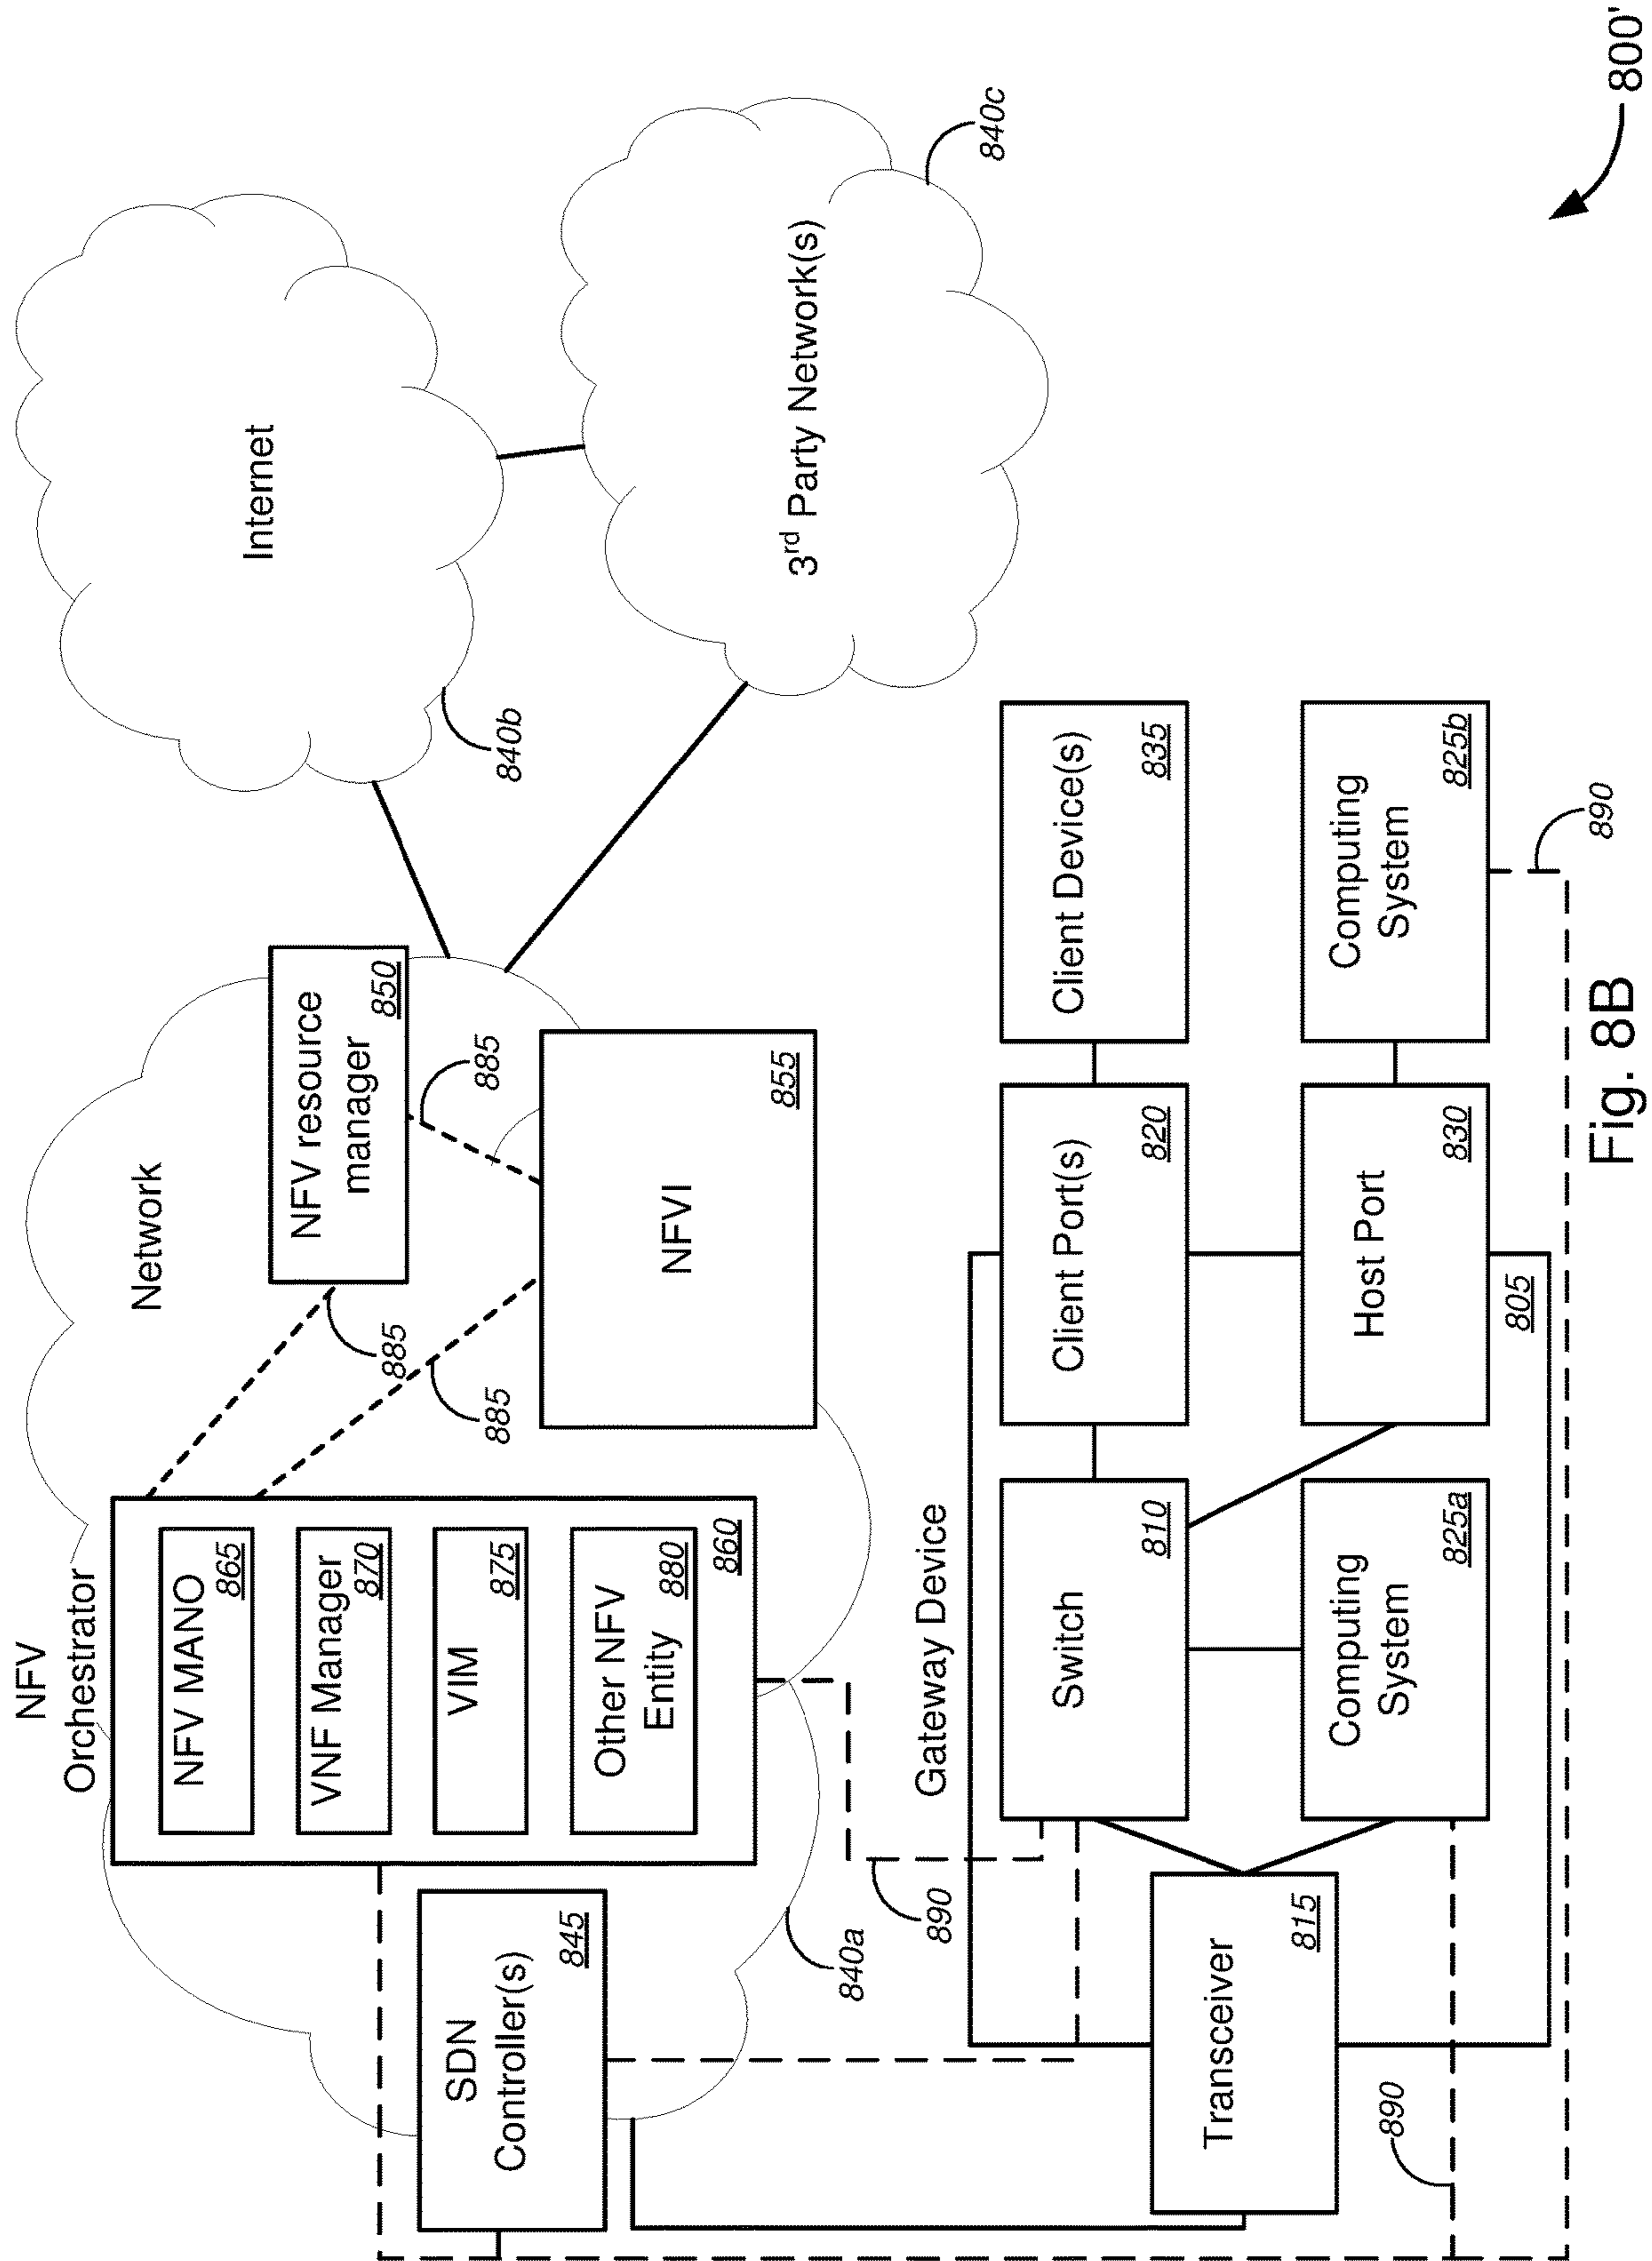 NFV
Orchestrator
NFV MANO
865
VNF Manager
870
VIM
875
Other NFV
Entity
880
860
SDN
Controller(s)
845
Network
NFV resource
manager
850
885
885
885
NFVI
855
840a
890
Internet
840b
3rd Party Network(s)
840c
Gateway Device
Switch
810
Client Port(s)
820
Client Device(s)
835
Transceiver
815
Computing
System
825a
Host Port
830
Computing
System
825b
805
890
890
Fig. 8B
800'